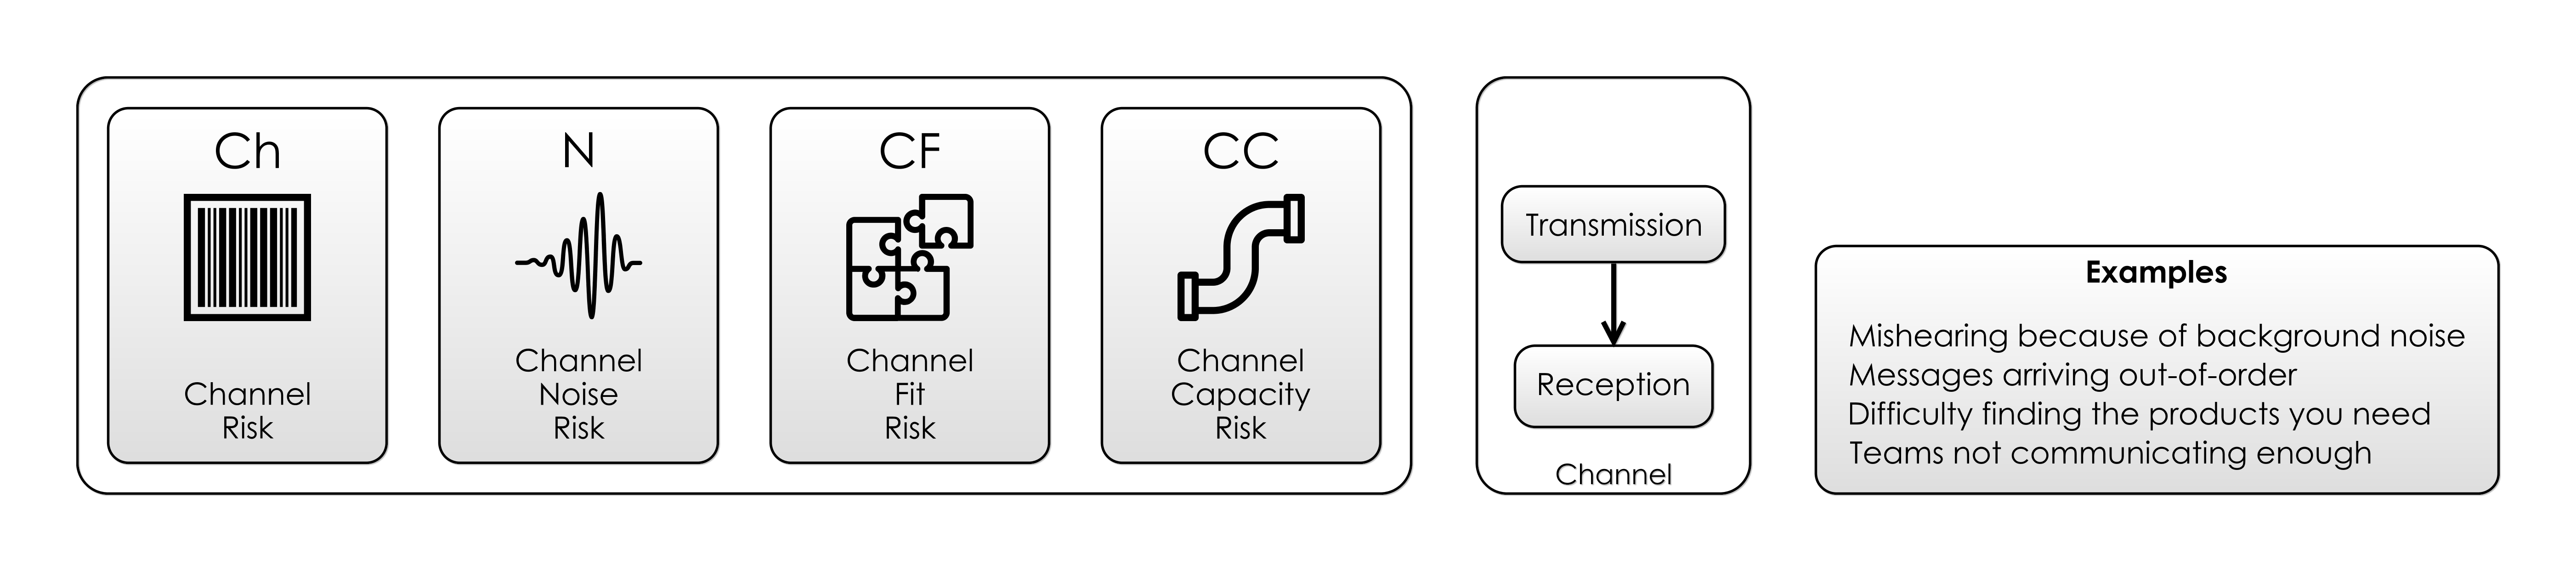 Ch
Channel
Risk
N
Channel
Noise
Risk
CF
Channel
Fit
Risk
CC
Channel
Capacity
Risk
Transmission
Reception
Channel
Examples
Mishearing because of background noise
Messages arriving out-of-order
Difficulty finding the products you need
Teams not communicating enough